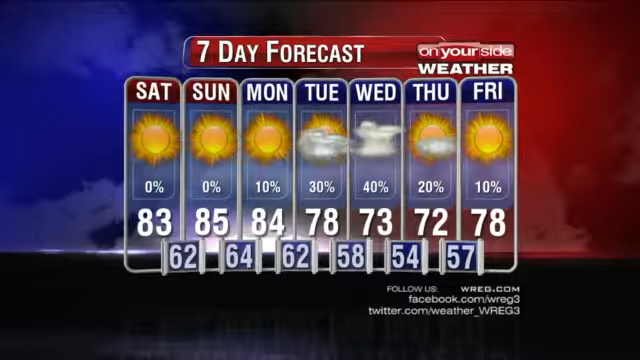 7 DAY FORECAST
on your side
WEATHER
SAT SUN MON TUE WED THU FRI
0% 0% 10% 30% 40% 20% 10%
83 85 84 78 73 72 78
62 64 62 58 54 57
FOLLOW US: WREG.COM
facebook.com/wreg3
twitter.com/weather_WREG3